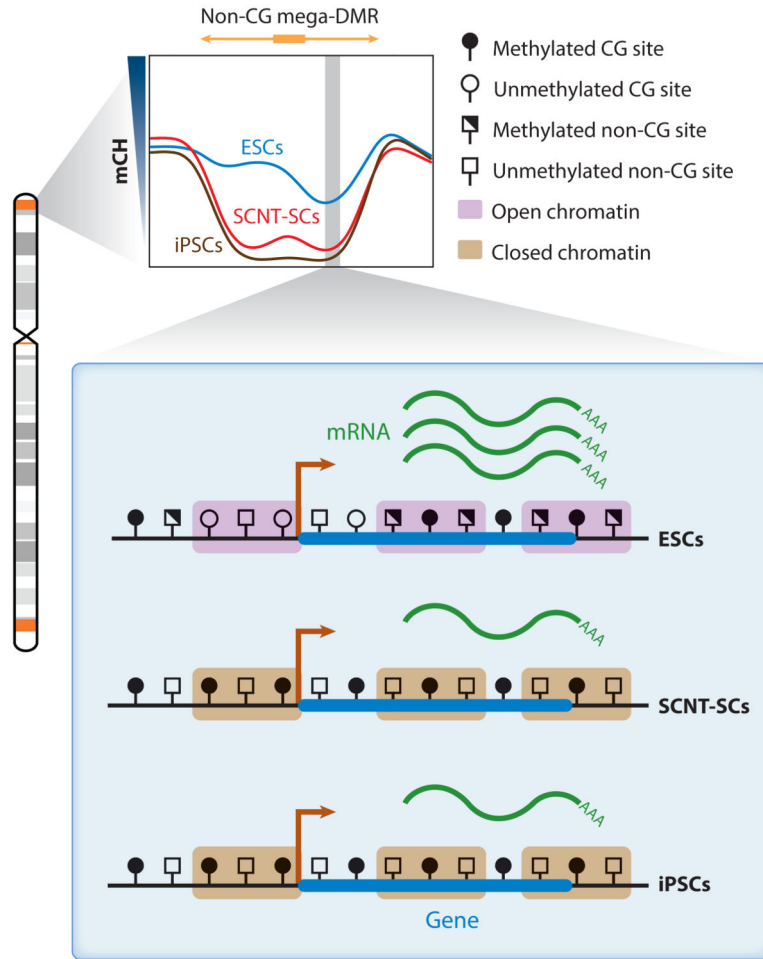 Non-CG mega-DMR
mCH
ESCs
SCNT-SCs
iPSCs
Methylated CG site
Unmethylated CG site
Methylated non-CG site
Unmethylated non-CG site
Open chromatin
Closed chromatin
mRNA
AAA
AAA
AAA
ESCs
AAA
SCNT-SCs
AAA
iPSCs
Gene